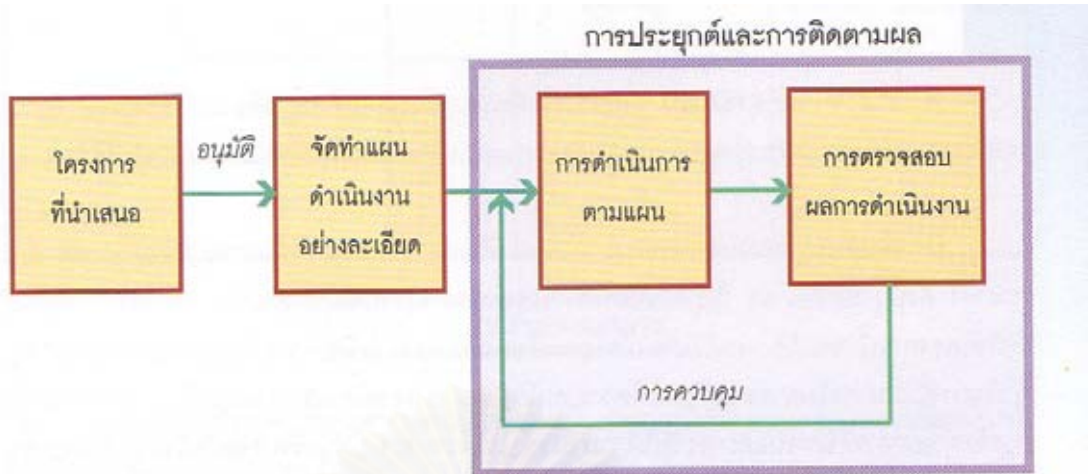 การประยุกต์และการติดตามผล
โครงการ
ที่นำเสนอ
อนุมัติ
จัดทำแผน
ดำเนินงาน
อย่างละเอียด
การดำเนินการ
ตามแผน
การตรวจสอบ
ผลการดำเนินงาน
การควบคุม